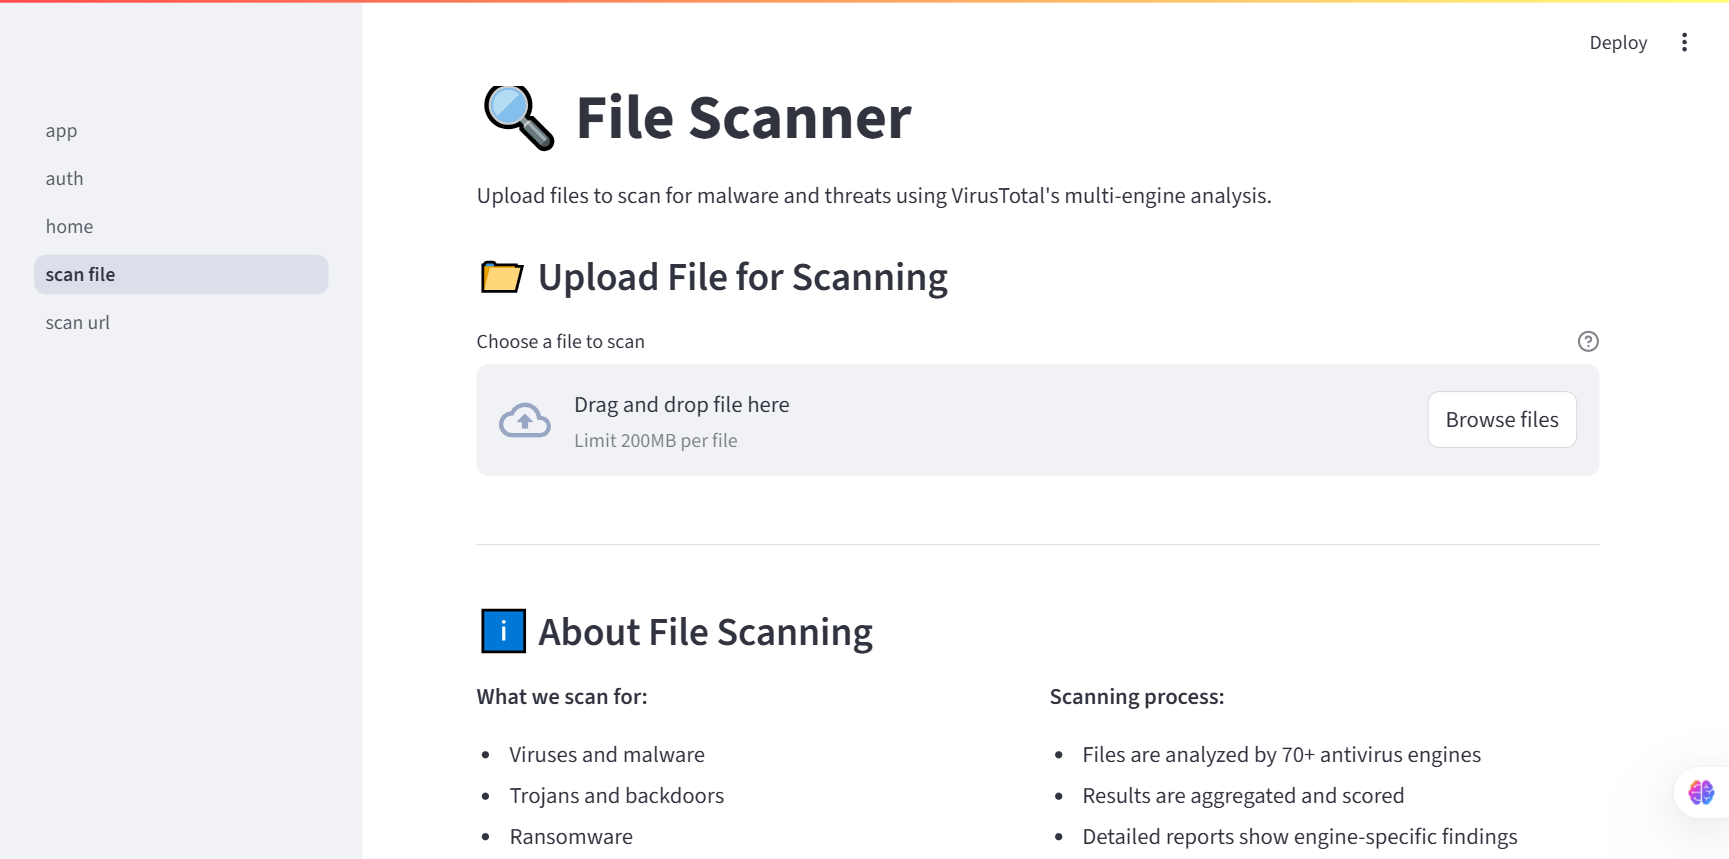 Deploy
app
auth
home
scan file
scan url
File Scanner
Upload files to scan for malware and threats using VirusTotal's multi-engine analysis.
Upload File for Scanning
Choose a file to scan
Drag and drop file here
Limit 200MB per file
Browse files
About File Scanning
What we scan for:
Viruses and malware
Trojans and backdoors
Ransomware
Scanning process:
Files are analyzed by 70+ antivirus engines
Results are aggregated and scored
Detailed reports show engine-specific findings